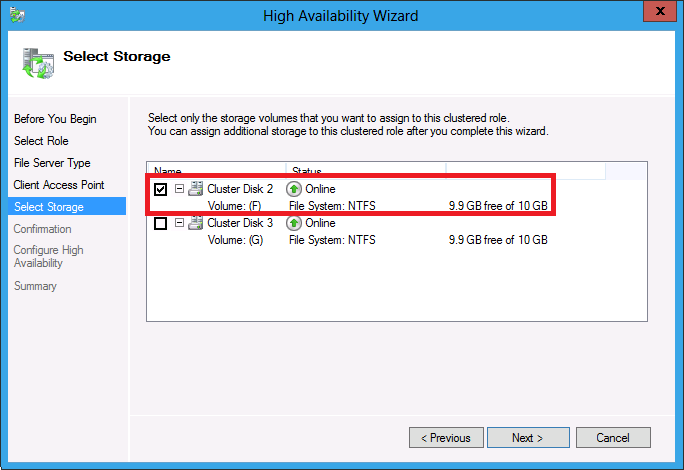 High Availability Wizard
x
Select Storage
Before You Begin
Select Role
File Server Type
Client Access Point
Select Storage
Confirmation
Configure High
Availability
Summary
Select only the storage volumes that you want to assign to this clustered role.
You can assign additional storage to this clustered role after you complete this wizard.
Name Status
Cluster Disk 2 Online
Volume: (F) File System: NTFS 9.9 GB free of 10 GB
Cluster Disk 3 Online
Volume: (G) File System: NTFS 9.9 GB free of 10 GB
< Previous Next > Cancel